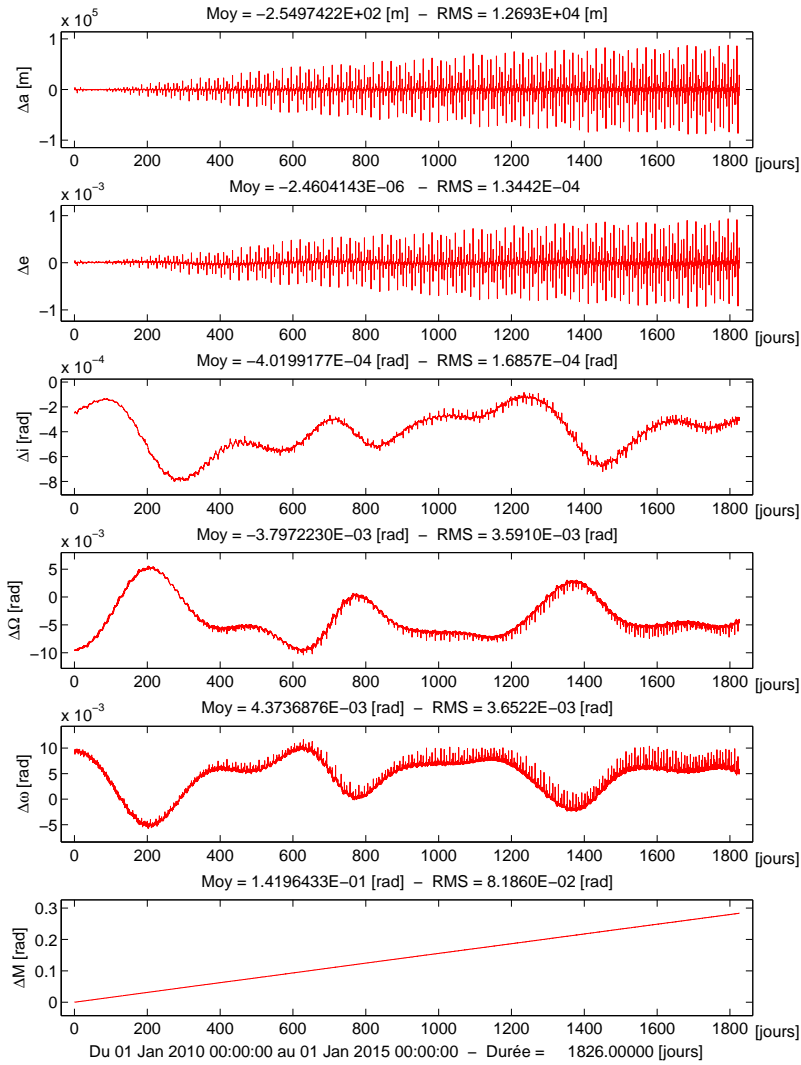 Moy = −2.5497422E+02 [m]  −  RMS = 1.2693E+04 [m]
x 10^5
1
0
−1
Δa [m]
0 200 400 600 800 1000 1200 1400 1600 1800 [jours]
Moy = −2.4604143E−06   −  RMS = 1.3442E−04
x 10^−3
1
0
−1
Δe
0 200 400 600 800 1000 1200 1400 1600 1800 [jours]
Moy = −4.0199177E−04 [rad]  −  RMS = 1.6857E−04 [rad]
x 10^−4
0
−2
−4
−6
−8
Δi [rad]
0 200 400 600 800 1000 1200 1400 1600 1800 [jours]
Moy = −3.7972230E−03 [rad]  −  RMS = 3.5910E−03 [rad]
x 10^−3
5
0
−5
−10
ΔΩ [rad]
0 200 400 600 800 1000 1200 1400 1600 1800 [jours]
Moy = 4.3736876E−03 [rad]  −  RMS = 3.6522E−03 [rad]
x 10^−3
10
5
0
−5
Δω [rad]
0 200 400 600 800 1000 1200 1400 1600 1800 [jours]
Moy = 1.4196433E−01 [rad]  −  RMS = 8.1860E−02 [rad]
0.3
0.2
0.1
0
ΔM [rad]
0 200 400 600 800 1000 1200 1400 1600 1800 [jours]
Du 01 Jan 2010 00:00:00 au 01 Jan 2015 00:00:00  −  Durée =     1826.00000 [jours]